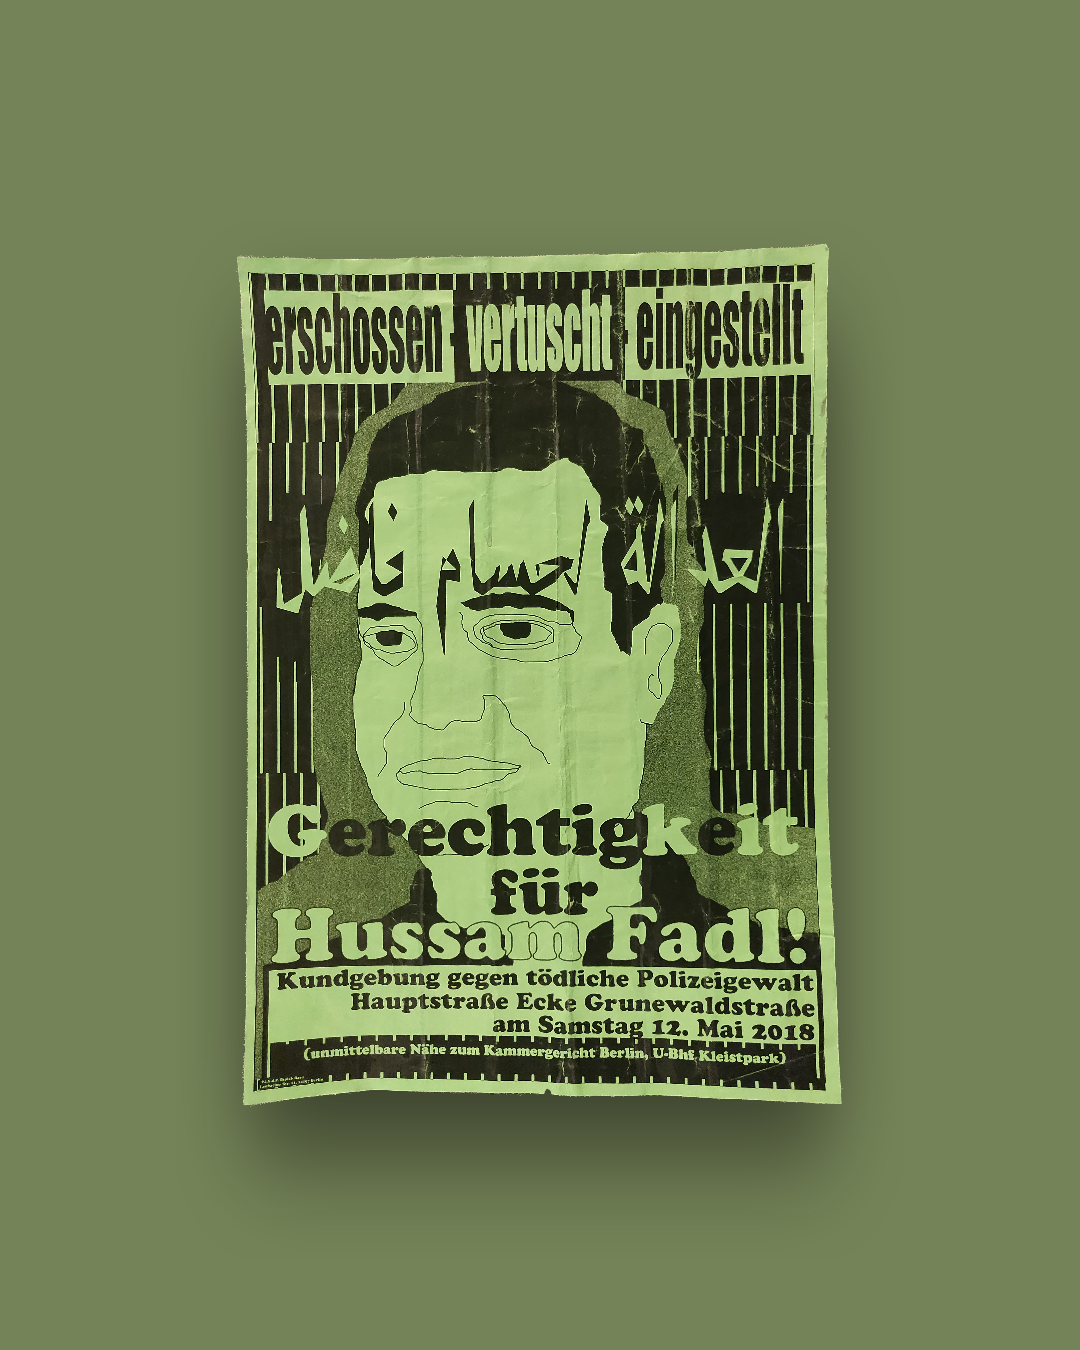 erschossen - vertuscht - eingestellt
العدالة لحسام فاضل
Gerechtigkeit
für
Hussam Fadl!
Kundgebung gegen tödliche Polizeigewalt
Hauptstraße Ecke Grunewaldstraße
am Samstag 12. Mai 2018
(unmittelbare Nähe zum Kammergericht Berlin, U-Bhf Kleistpark)